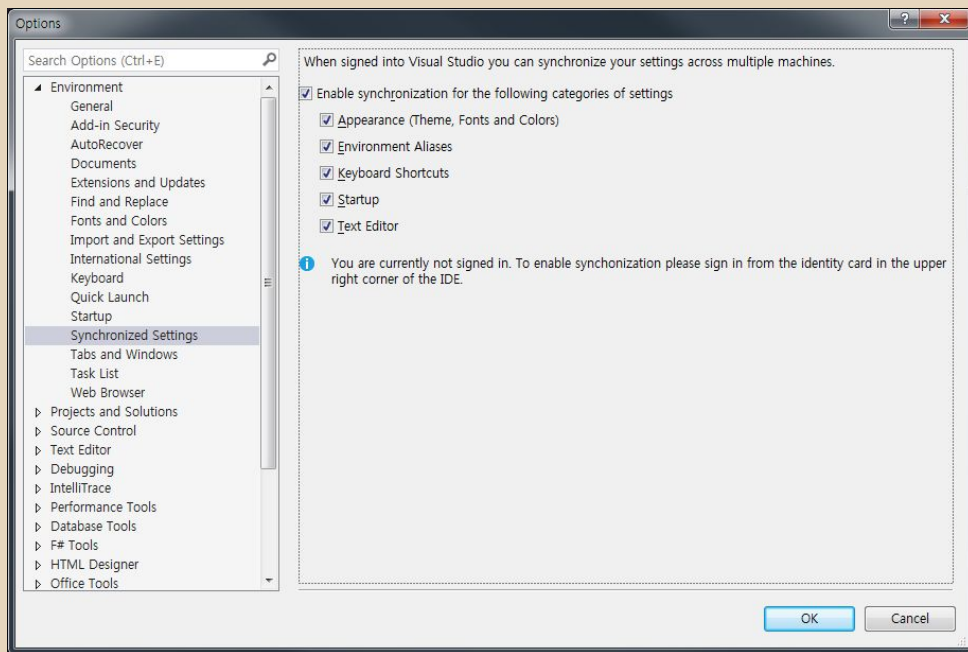 Options
Search Options (Ctrl+E)
Environment
General
Add-in Security
AutoRecover
Documents
Extensions and Updates
Find and Replace
Fonts and Colors
Import and Export Settings
International Settings
Keyboard
Quick Launch
Startup
Synchronized Settings
Tabs and Windows
Task List
Web Browser
Projects and Solutions
Source Control
Text Editor
Debugging
IntelliTrace
Performance Tools
Database Tools
F# Tools
HTML Designer
Office Tools
When signed into Visual Studio you can synchronize your settings across multiple machines.
Enable synchronization for the following categories of settings
Appearance (Theme, Fonts and Colors)
Environment Aliases
Keyboard Shortcuts
Startup
Text Editor
You are currently not signed in. To enable synchonization please sign in from the identity card in the upper
right corner of the IDE.
OK
Cancel